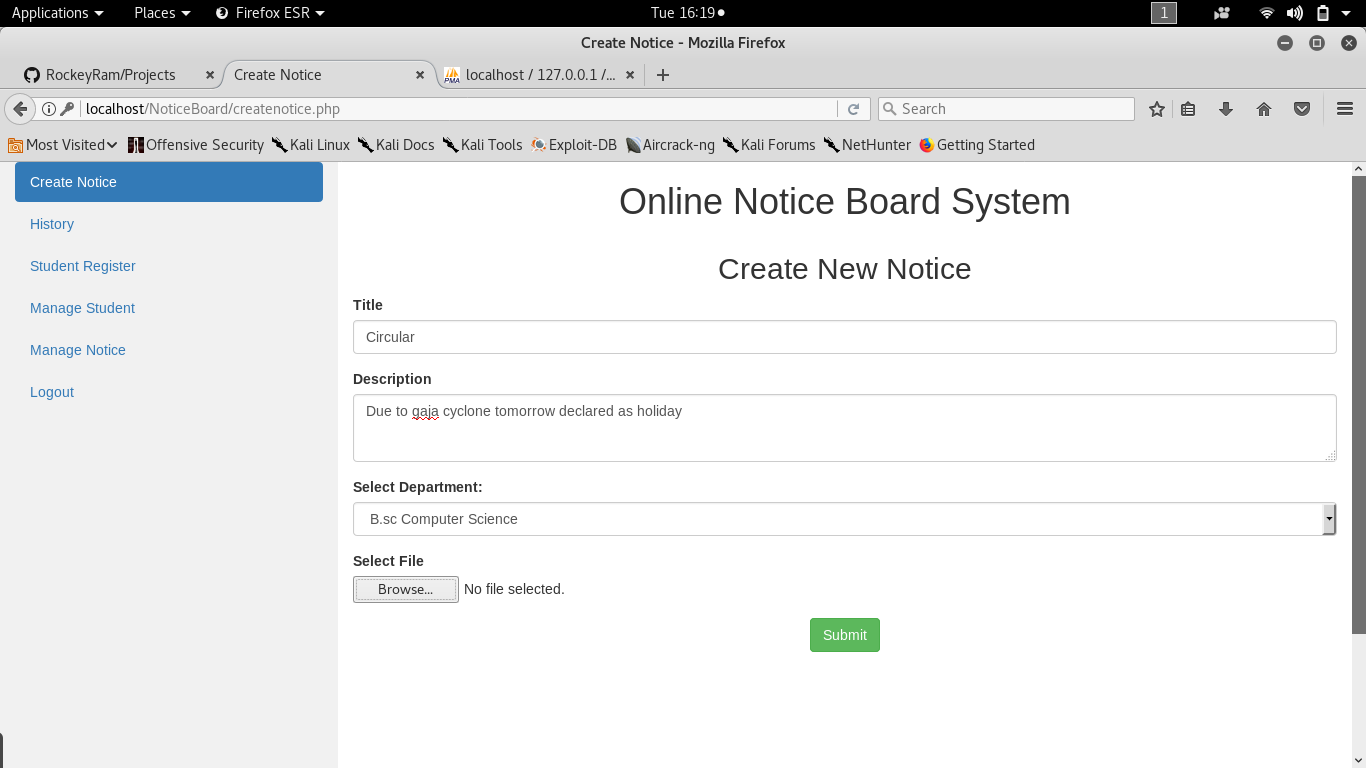 Applications Places Firefox ESR Tue 16:19 1
Create Notice - Mozilla Firefox
RockeyRam/Projects Create Notice PMA localhost / 127.0.0.1 /...
localhost/NoticeBoard/createnotice.php Search
Most Visited Offensive Security Kali Linux Kali Docs Kali Tools Exploit-DB Aircrack-ng Kali Forums NetHunter Getting Started
Create Notice
History
Student Register
Manage Student
Manage Notice
Logout
Online Notice Board System
Create New Notice
Title
Circular
Description
Due to gaja cyclone tomorrow declared as holiday
Select Department:
B.sc Computer Science
Select File
Browse... No file selected.
Submit